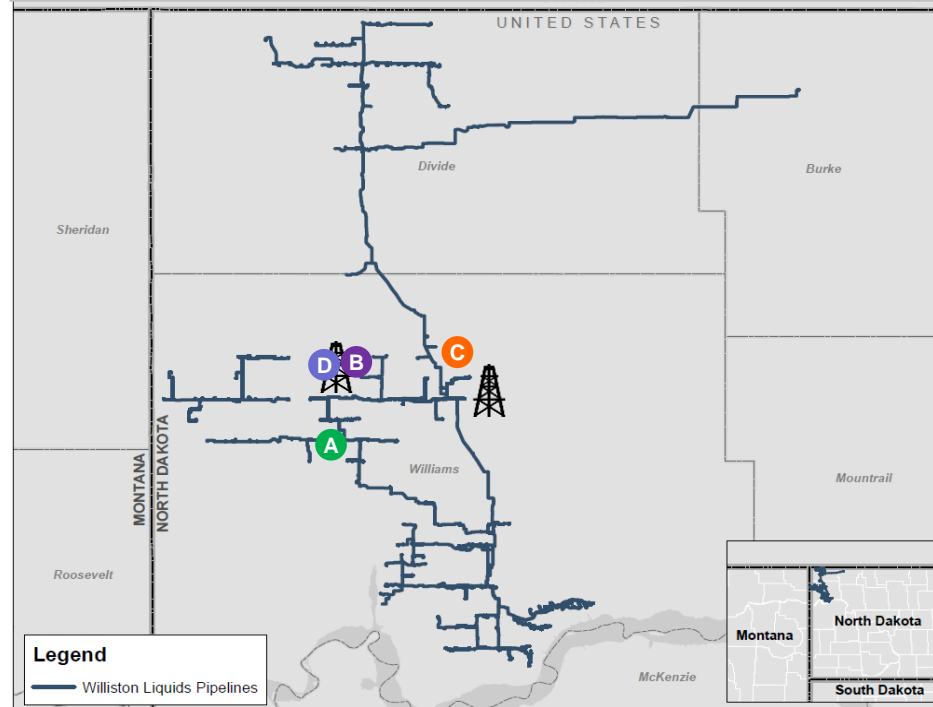 UNITED STATES
Divide
Burke
Sheridan
C
D
B
A
Williams
MONTANA
NORTH DAKOTA
Mountrail
Roosevelt
North Dakota
Montana
South Dakota
McKenzie
Legend
Williston Liquids Pipelines